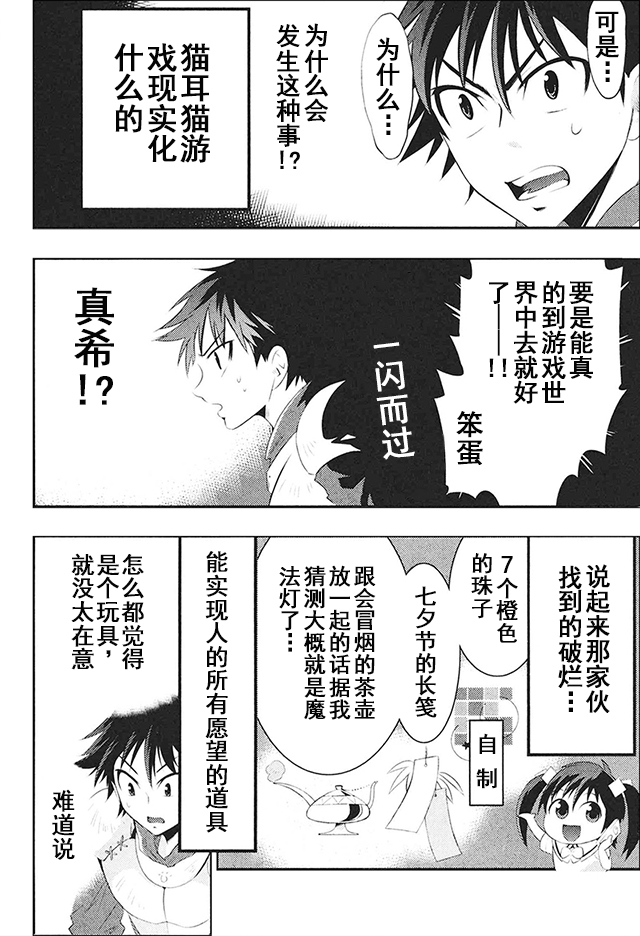 可是…
为什么…
为什么会
发生这种
事!?
猫耳猫游
戏现实化
什么的
要是能真
的到游戏世
界中去就好
了——!!
笨蛋
一闪而过
真希!?
说起来那家伙
找到的破烂…
7个橙色
的珠子
自制
七夕节的长笺
跟会冒烟的茶壶
放一起的话据我
猜测大概就是魔
法灯了…
能实现人的所有愿望的道具
怎么都觉得
是个玩具，
就没太在意
难道说